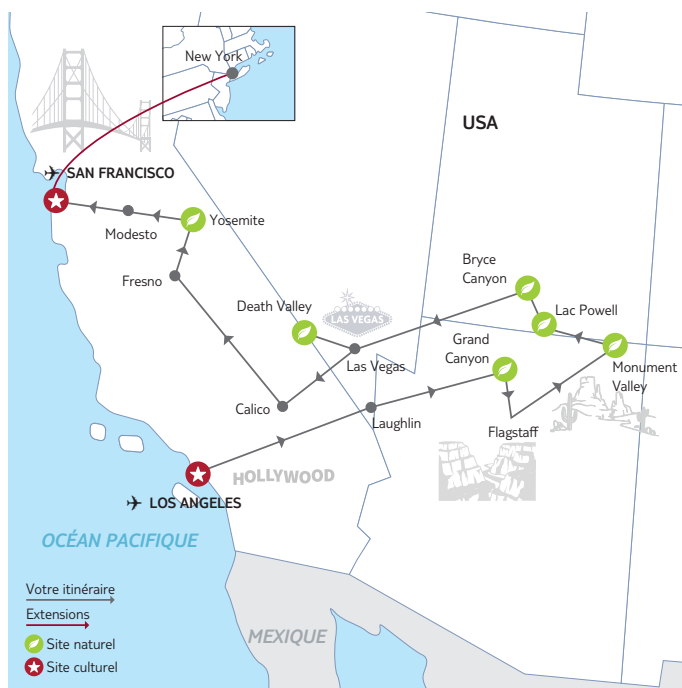 New York
USA
SAN FRANCISCO
Modesto
Yosemite
Fresno
Bryce
Canyon
Death Valley
LAS VEGAS
Lac Powell
Grand
Canyon
Las Vegas
Monument
Valley
Calico
Laughlin
Flagstaff
HOLLYWOOD
LOS ANGELES
OCÉAN PACIFIQUE
Votre itinéraire
Extensions
MEXIQUE
Site naturel
Site culturel